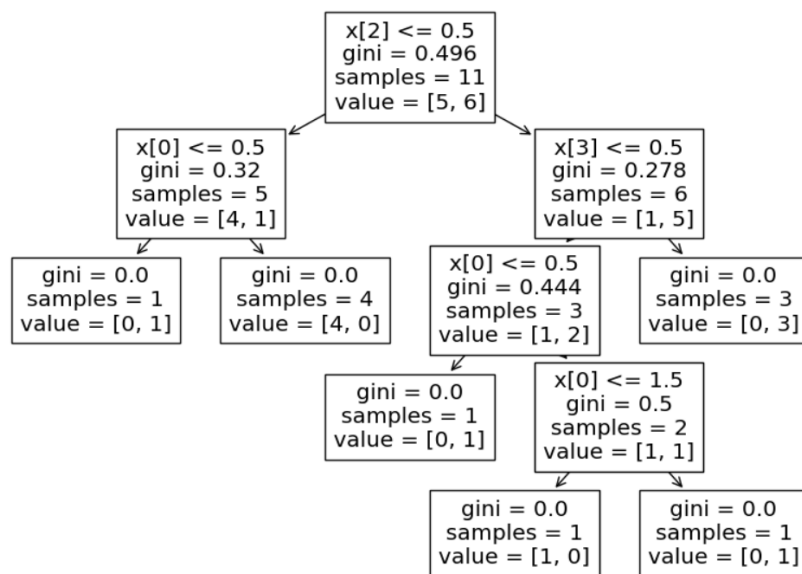 x[2] <= 0.5
gini = 0.496
samples = 11
value = [5, 6]
x[0] <= 0.5
gini = 0.32
samples = 5
value = [4, 1]
x[3] <= 0.5
gini = 0.278
samples = 6
value = [1, 5]
gini = 0.0
samples = 1
value = [0, 1]
gini = 0.0
samples = 4
value = [4, 0]
x[0] <= 0.5
gini = 0.444
samples = 3
value = [1, 2]
gini = 0.0
samples = 3
value = [0, 3]
gini = 0.0
samples = 1
value = [0, 1]
x[0] <= 1.5
gini = 0.5
samples = 2
value = [1, 1]
gini = 0.0
samples = 1
value = [1, 0]
gini = 0.0
samples = 1
value = [0, 1]